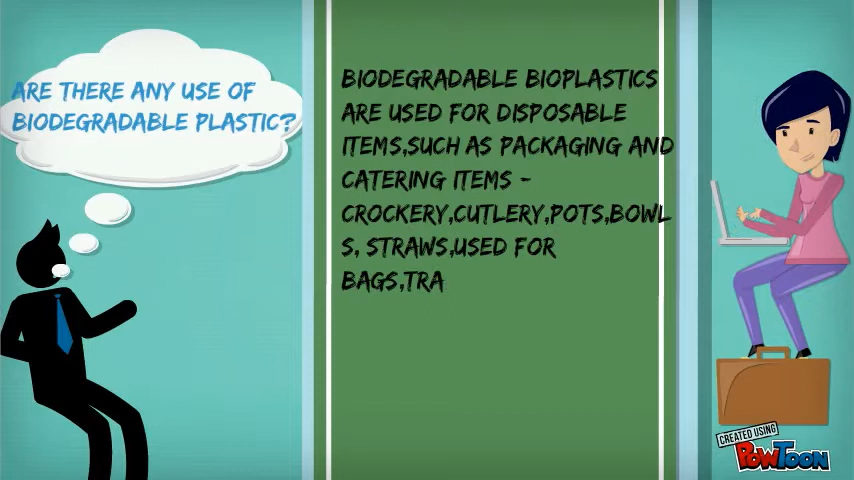 ARE THERE ANY USE OF
BIODEGRADABLE PLASTIC?
BIODEGRADABLE BIOPLASTICS
ARE USED FOR DISPOSABLE
ITEMS,SUCH AS PACKAGING AND
CATERING ITEMS -
CROCKERY,CUTLERY,POTS,BOWL
S, STRAWS,USED FOR
BAGS,TRA
CREATED USING
POWTOON